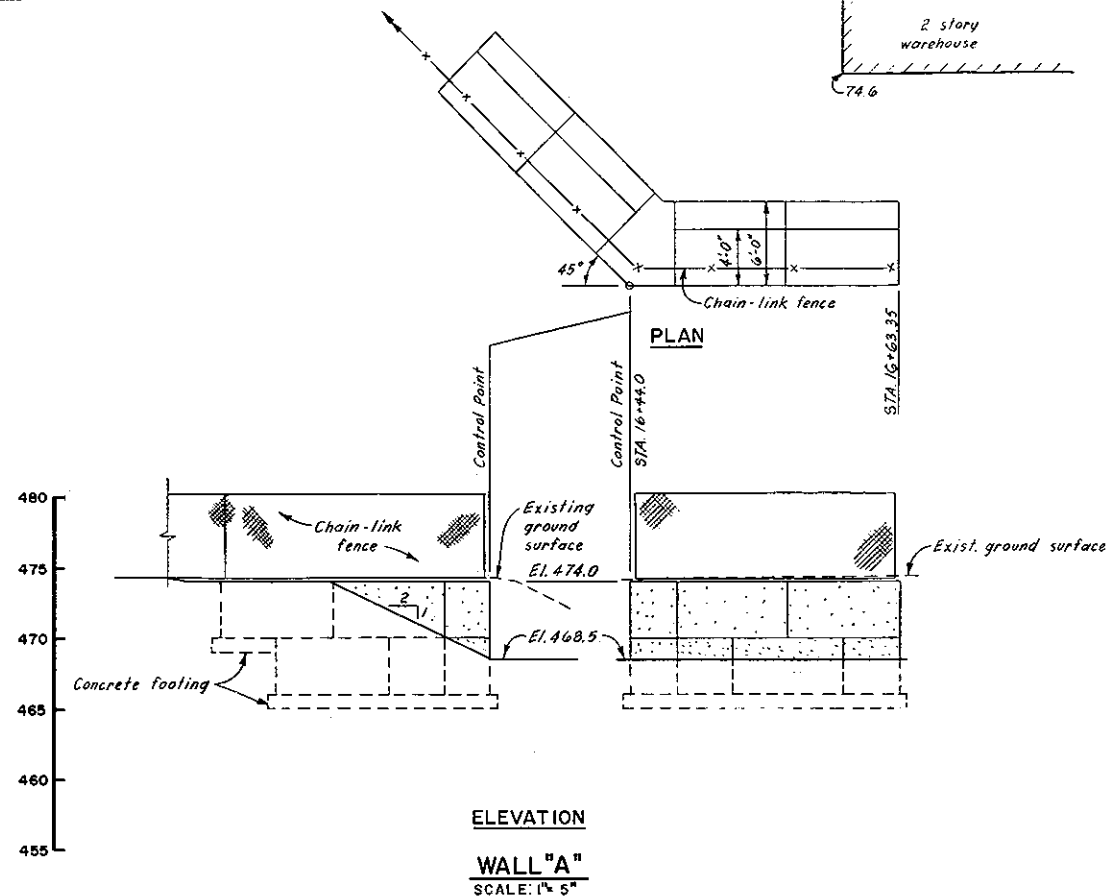 2 story
warehouse
74.6
45°
4'-0"
6'-0"
Chain-link fence
PLAN
STA. 16+63.35
Control Point
Control Point
STA. 16+44.0
480
475
470
465
460
455
Chain-link
fence
Existing
ground
surface
El. 474.0
Exist. ground surface
2
1
El. 468.5
Concrete footing
ELEVATION
WALL "A"
SCALE: 1"= 5"